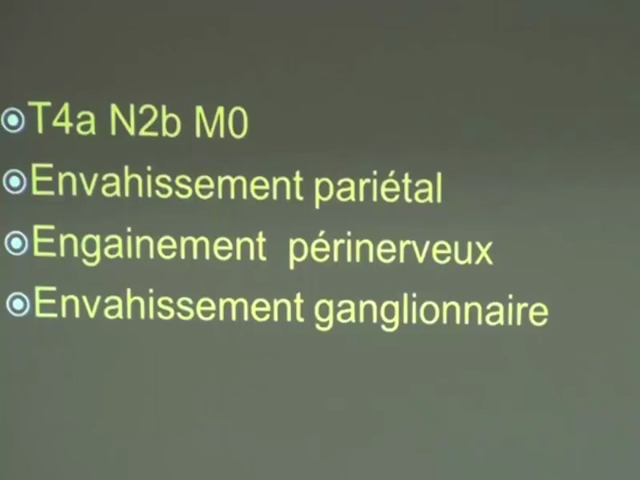 T4a N2b M0
Envahissement pariétal
Engainement périnerveux
Envahissement ganglionnaire